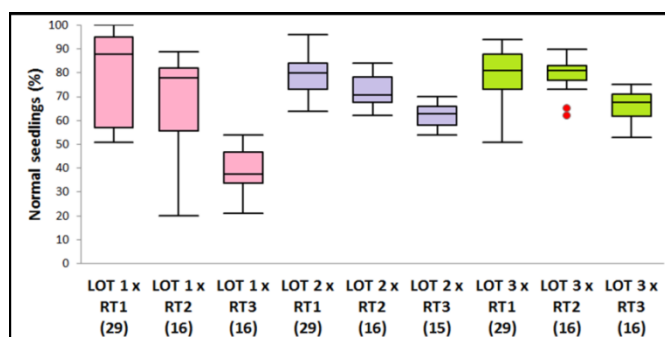 Normal seedlings (%)
100
90
80
70
60
50
40
30
20
10
0
LOT 1 x RT1 (29)
LOT 1 x RT2 (16)
LOT 1 x RT3 (16)
LOT 2 x RT1 (29)
LOT 2 x RT2 (16)
LOT 2 x RT3 (15)
LOT 3 x RT1 (29)
LOT 3 x RT2 (16)
LOT 3 x RT3 (16)